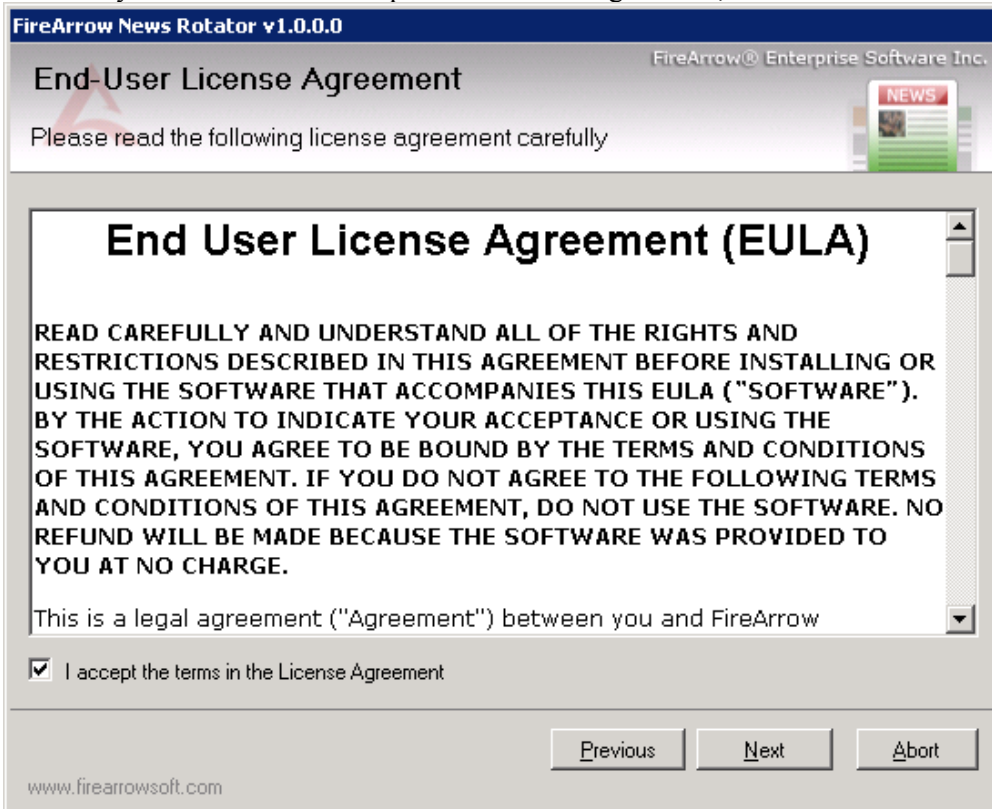 FireArrow News Rotator v1.0.0.0
FireArrow® Enterprise Software Inc.
End-User License Agreement
NEWS
Please read the following license agreement carefully
End User License Agreement (EULA)
READ CAREFULLY AND UNDERSTAND ALL OF THE RIGHTS AND
RESTRICTIONS DESCRIBED IN THIS AGREEMENT BEFORE INSTALLING OR
USING THE SOFTWARE THAT ACCOMPANIES THIS EULA ("SOFTWARE").
BY THE ACTION TO INDICATE YOUR ACCEPTANCE OR USING THE
SOFTWARE, YOU AGREE TO BE BOUND BY THE TERMS AND CONDITIONS
OF THIS AGREEMENT. IF YOU DO NOT AGREE TO THE FOLLOWING TERMS
AND CONDITIONS OF THIS AGREEMENT, DO NOT USE THE SOFTWARE. NO
REFUND WILL BE MADE BECAUSE THE SOFTWARE WAS PROVIDED TO
YOU AT NO CHARGE.
This is a legal agreement ("Agreement") between you and FireArrow
I accept the terms in the License Agreement
Previous Next Abort
www.firearrowsoft.com